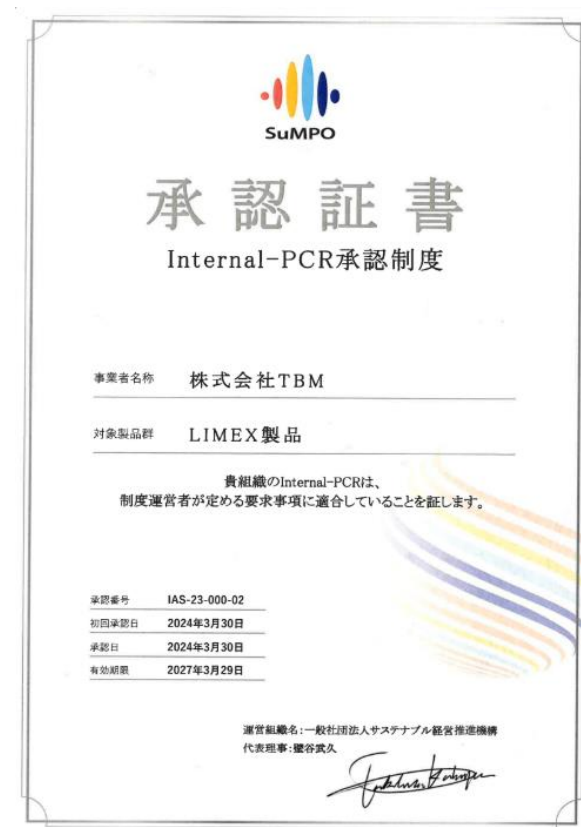 SuMPO
承認証書
Internal-PCR承認制度
事業者名称 株式会社TBM
対象製品群 LIMEX製品
貴組織のInternal-PCRは、
制度運営者が定める要求事項に適合していることを証します。
承認番号 IAS-23-000-02
初回承認日 2024年3月30日
承認日 2024年3月30日
有効期限 2027年3月29日
運営組織名：一般社団法人サステナブル経営推進機構
代表理事：壁谷武久